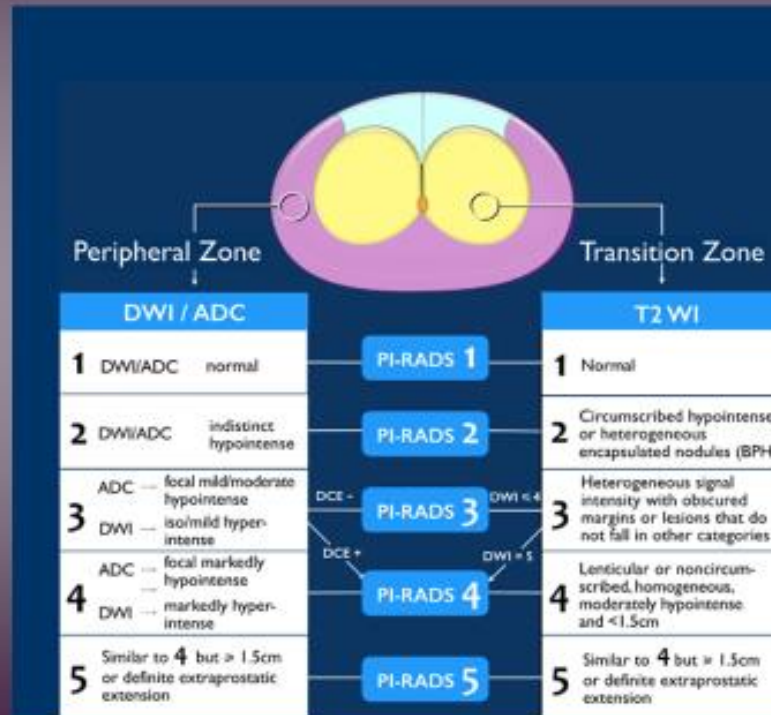 Peripheral Zone
Transition Zone
DWI / ADC
T2 WI
1 DWI/ADC normal
PI-RADS 1
1 Normal
2 DWI/ADC indistinct
hypointense
PI-RADS 2
2 Circumscribed hypointense
or heterogeneous
encapsulated nodules (BPH
3 ADC focal mild/moderate
hypointense
DWI iso/mild hyper-
intense
DCE -
DCE +
PI-RADS 3
DWI ≤ 4
DWI = 5
3 Heterogeneous signal
intensity with obscured
margins or lesions that do
not fall in other categories
4 ADC focal markedly
hypointense
DWI markedly hyper-
intense
PI-RADS 4
4 Lenticular or noncircum-
scribed, homogeneous,
moderately hypointense
and <1.5cm
5 Similar to 4 but ≥ 1.5cm
or definite extraprostatic
extension
PI-RADS 5
5 Similar to 4 but ≥ 1.5cm
or definite extraprostatic
extension